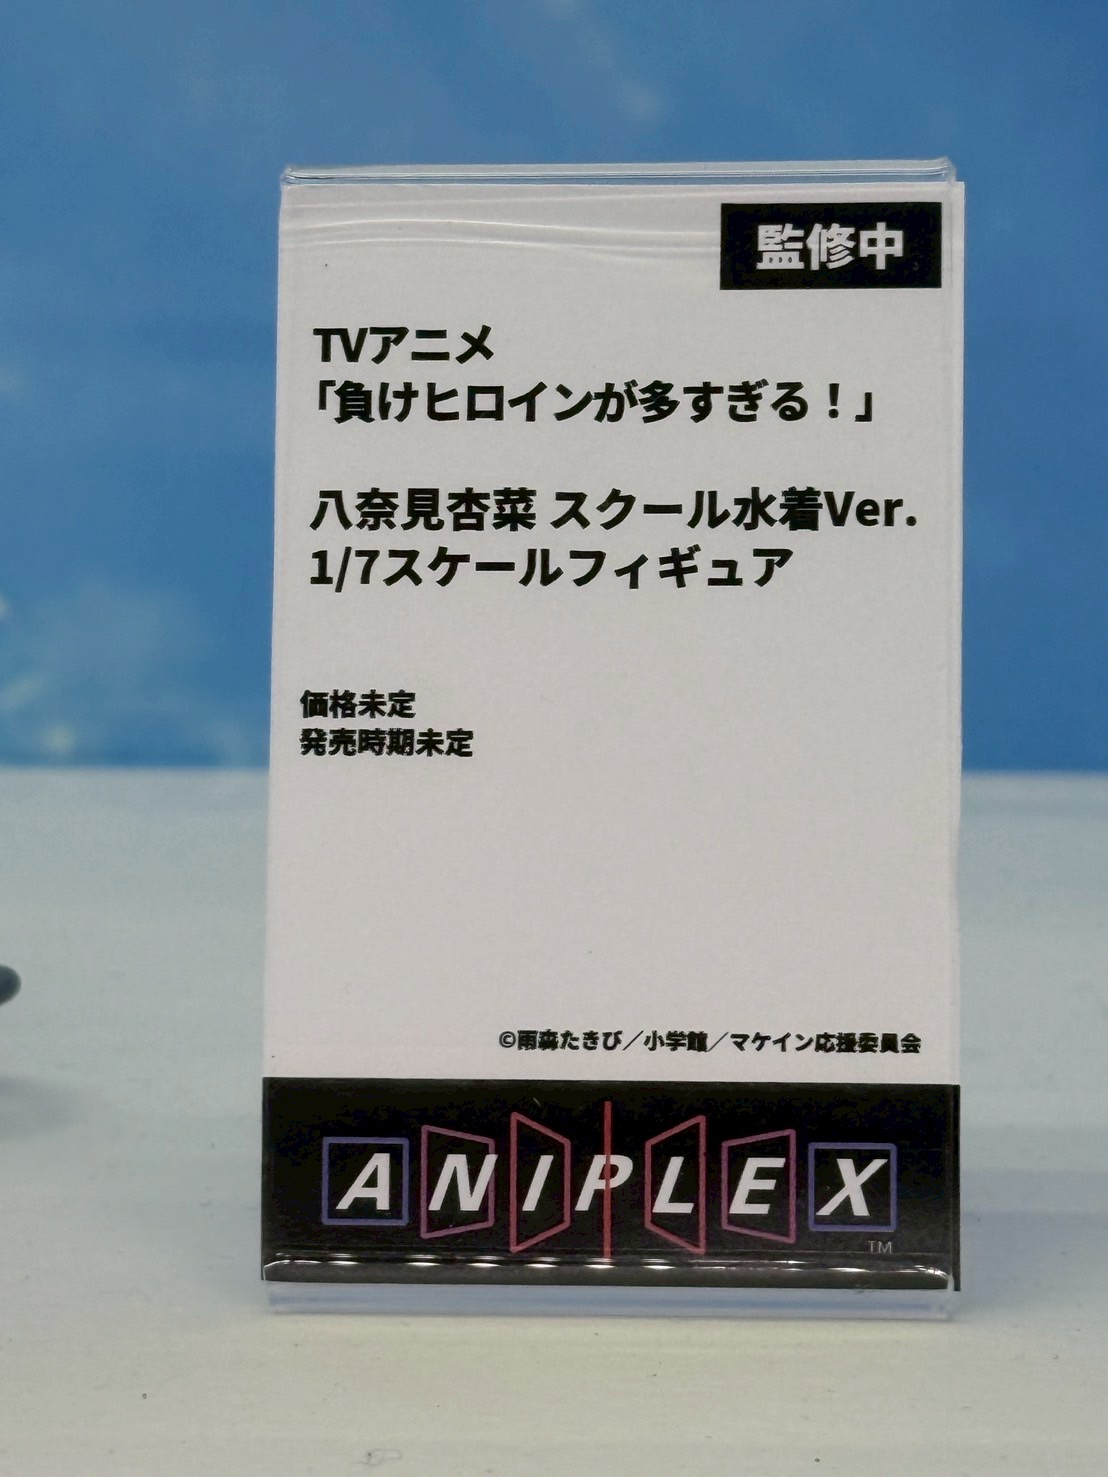 監修中
TVアニメ
「負けヒロインが多すぎる！」
八奈見杏菜 スクール水着Ver.
1/7スケールフィギュア
価格未定
発売時期未定
©雨森たきび／小学館／マケイン応援委員会
ANIPLEX
TM